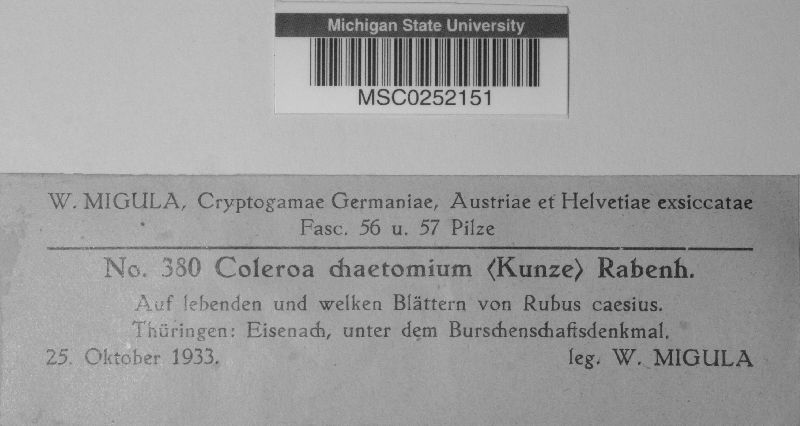 Michigan State University
MSC0252151
W. MIGULA, Cryptogamae Germaniae, Austriae et Helvetiae exsiccatae
Fasc. 56 u. 57 Pilze
No. 380 Coleroa chaetomium (Kunze) Rabenh.
Auf lebenden und welken Blättern von Rubus caesius.
Thüringen: Eisenach, unter dem Burschenschaftsdenkmal.
25. Oktober 1933. leg. W. MIGULA